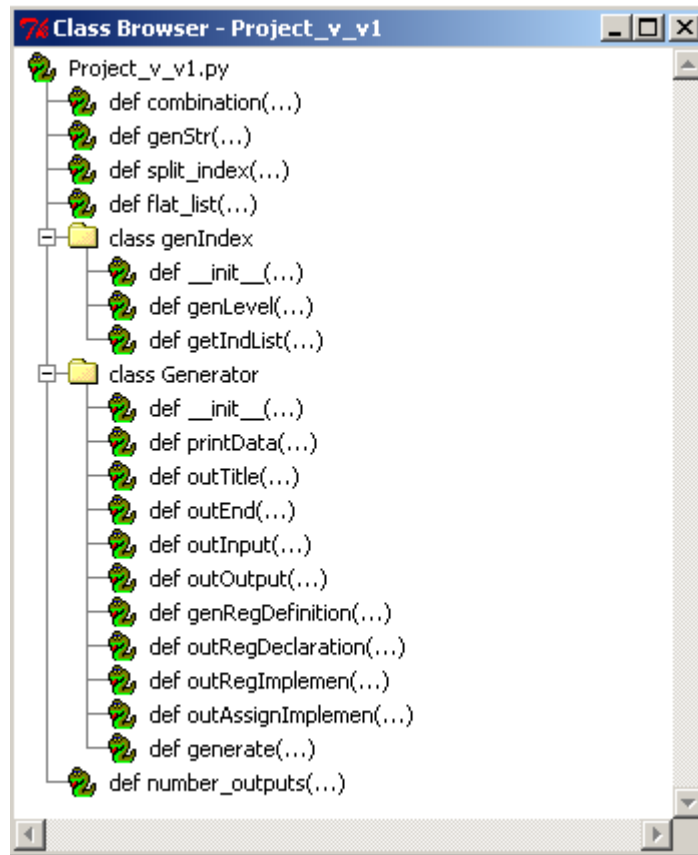 Class Browser - Project_v_v1
Project_v_v1.py
def combination(...)
def genStr(...)
def split_index(...)
def flat_list(...)
class genIndex
def __init__(...)
def genLevel(...)
def getIndList(...)
class Generator
def __init__(...)
def printData(...)
def outTitle(...)
def outEnd(...)
def outInput(...)
def outOutput(...)
def genRegDefinition(...)
def outRegDeclaration(...)
def outRegImplemen(...)
def outAssignImplemen(...)
def generate(...)
def number_outputs(...)